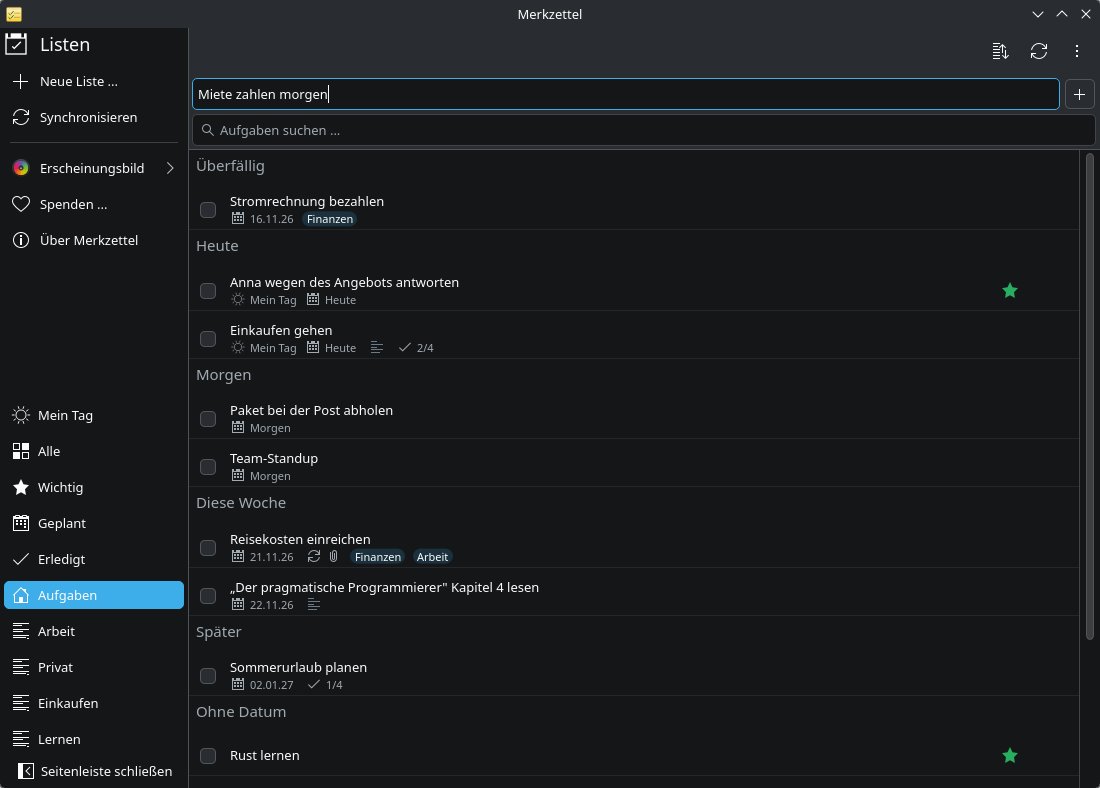 Merkzettel
Listen
Neue Liste ...
Synchronisieren
Erscheinungsbild
Spenden ...
Über Merkzettel
Mein Tag
Alle
Wichtig
Geplant
Erledigt
Aufgaben
Arbeit
Privat
Einkaufen
Lernen
Seitenleiste schließen
Miete zahlen morgen
Aufgaben suchen ...
Überfällig
Stromrechnung bezahlen
16.11.26 Finanzen
Heute
Anna wegen des Angebots antworten
Mein Tag Heute
Einkaufen gehen
Mein Tag Heute 2/4
Morgen
Paket bei der Post abholen
Morgen
Team-Standup
Morgen
Diese Woche
Reisekosten einreichen
21.11.26 Finanzen Arbeit
„Der pragmatische Programmierer" Kapitel 4 lesen
22.11.26
Später
Sommerurlaub planen
02.01.27 1/4
Ohne Datum
Rust lernen